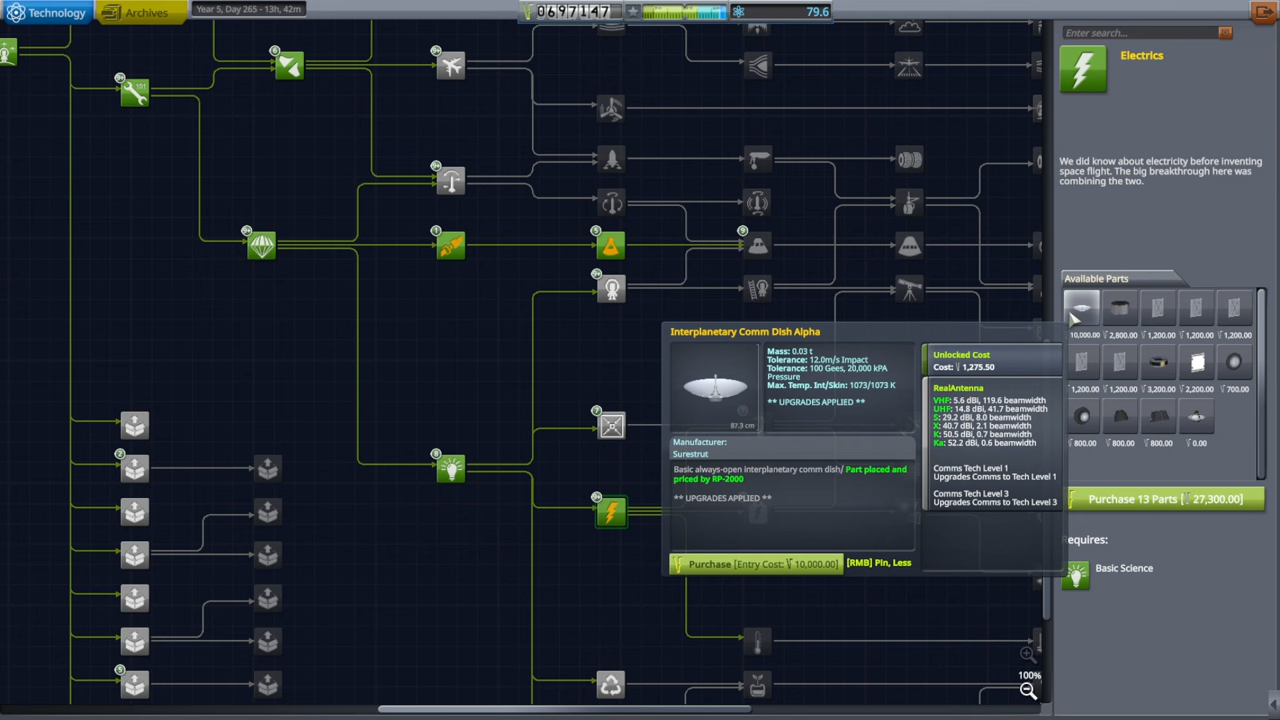 Technology
Archives
Year 5, Day 265 - 13h, 42m
0697147
79.6
Enter search...
Electrics
We did know about electricity before inventing
space flight. The big breakthrough here was
combining the two.
Available Parts
10,000.00 2,800.00 1,200.00 1,200.00 1,200.00
1,200.00 1,200.00 3,200.00 2,200.00 700.00
800.00 800.00 800.00 0.00
Purchase 13 Parts [ 27,300.00]
Requires:
Basic Science
Interplanetary Comm Dish Alpha
87.3 cm
Mass: 0.03 t
Tolerance: 12.0m/s Impact
Tolerance: 100 Gees, 20,000 kPA
Pressure
Max. Temp. Int/Skin: 1073/1073 K
** UPGRADES APPLIED **
Manufacturer:
Surestrut
Basic always-open interplanetary comm dish/ Part placed and
priced by RP-2000
** UPGRADES APPLIED **
Purchase [Entry Cost: 10,000.00]
[RMB] Pin, Less
Unlocked Cost
Cost: 1,275.50
RealAntenna
VHF: 5.6 dBi, 119.6 beamwidth
UHF: 14.8 dBi, 41.7 beamwidth
S: 29.2 dBi, 8.0 beamwidth
X: 40.7 dBi, 2.1 beamwidth
K: 50.5 dBi, 0.7 beamwidth
Ka: 52.2 dBi, 0.6 beamwidth
Comms Tech Level 1
Upgrades Comms to Tech Level 1
Comms Tech Level 3
Upgrades Comms to Tech Level 3
100%